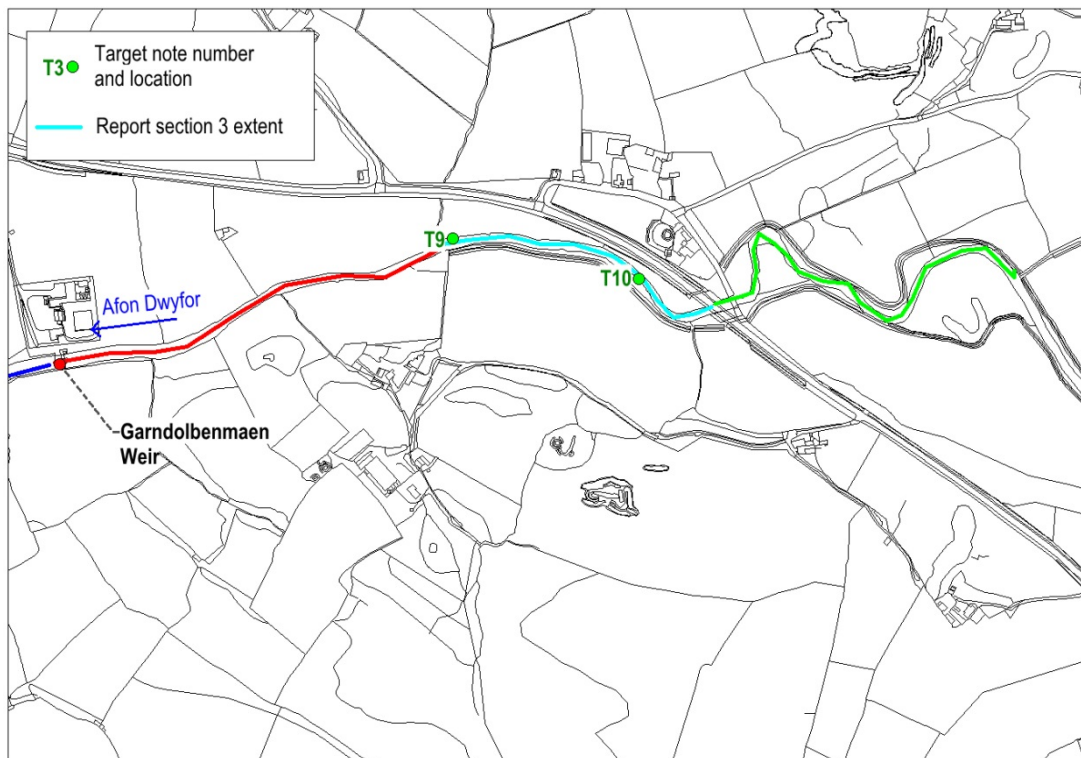 T3 Target note number
and location
Report section 3 extent
T9
T10
Afon Dwyfor
Garndolbenmaen
Weir